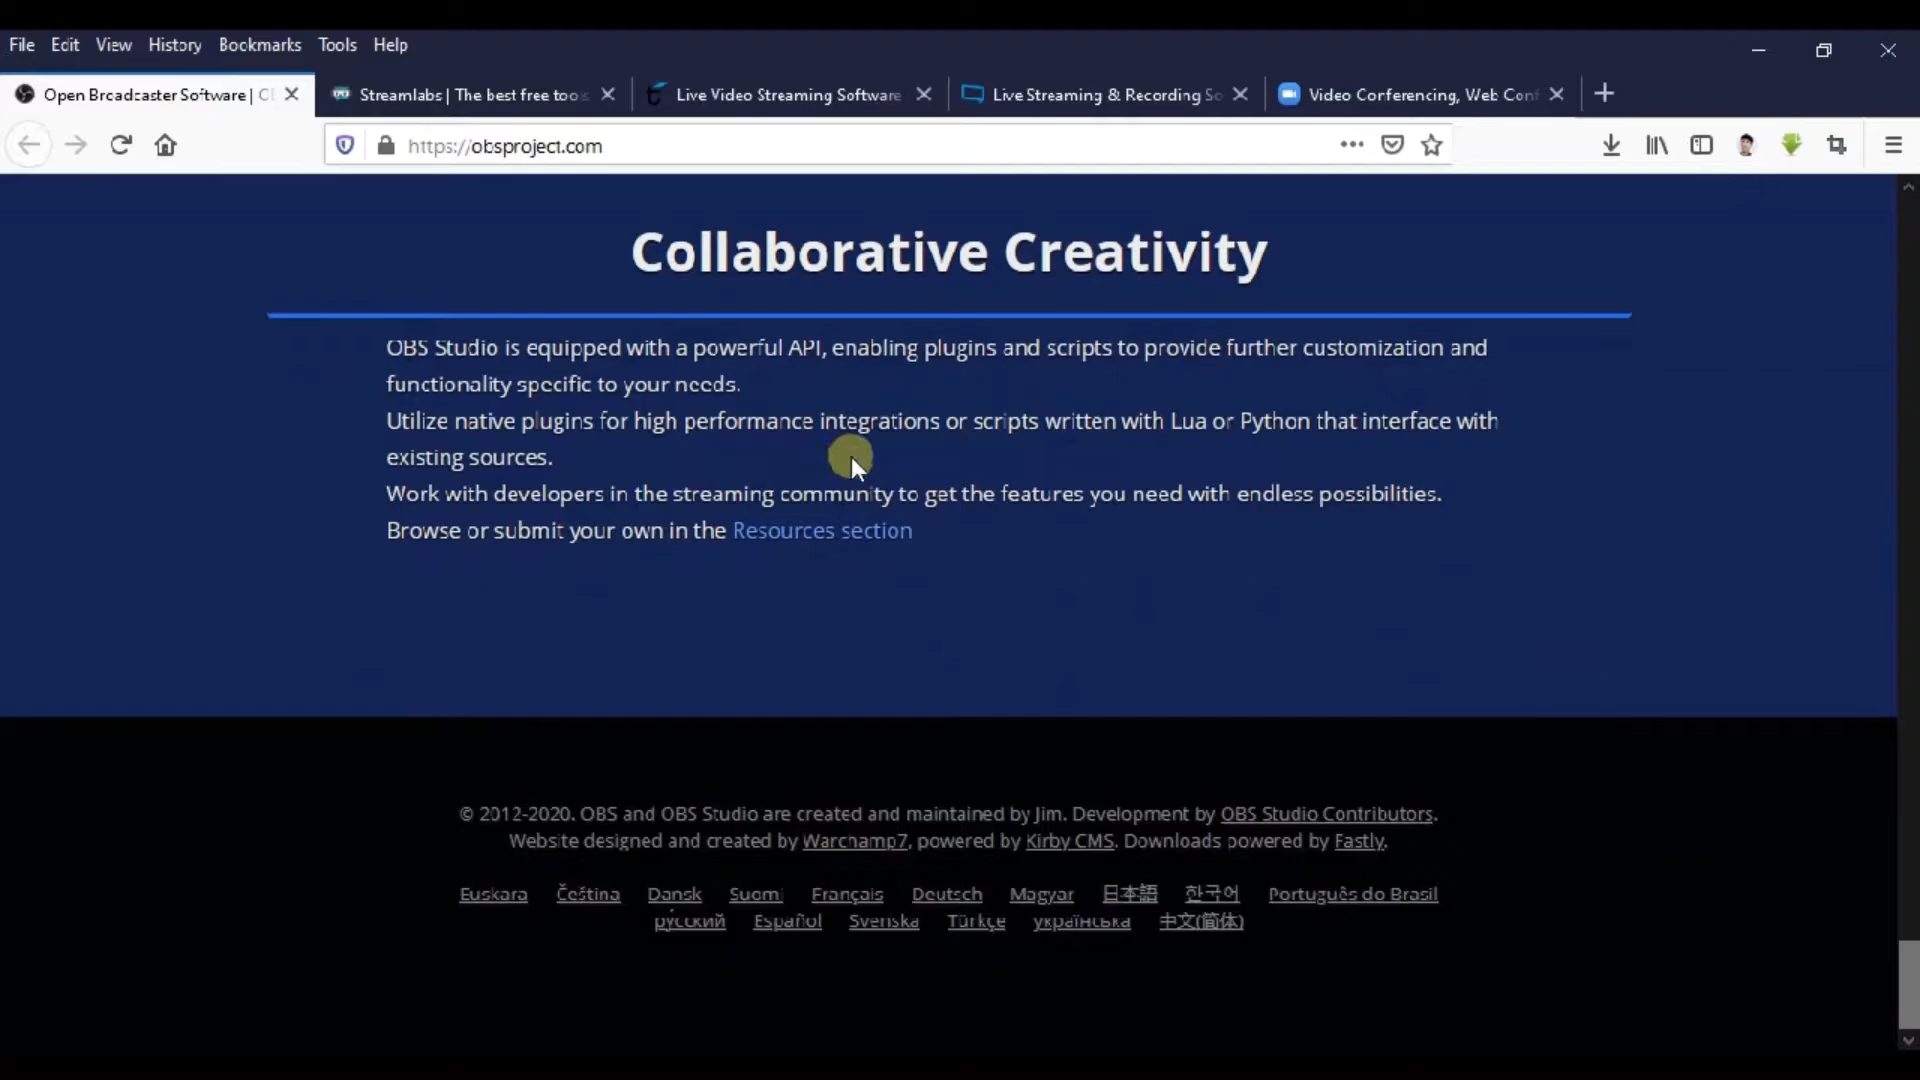 File Edit View History Bookmarks Tools Help
Open Broadcaster Software | O
Streamlabs | The best free tools
Live Video Streaming Software
Live Streaming & Recording So
Video Conferencing, Web Conf
https://obsproject.com
Collaborative Creativity
OBS Studio is equipped with a powerful API, enabling plugins and scripts to provide further customization and
functionality specific to your needs.
Utilize native plugins for high performance integrations or scripts written with Lua or Python that interface with
existing sources.
Work with developers in the streaming community to get the features you need with endless possibilities.
Browse or submit your own in the Resources section
© 2012-2020. OBS and OBS Studio are created and maintained by Jim. Development by OBS Studio Contributors.
Website designed and created by Warchamp7, powered by Kirby CMS. Downloads powered by Fastly.
Euskara Čeština Dansk Suomi Français Deutsch Magyar 日本語 한국어 Português do Brasil
ру́сский Español Svenska Türkçe українська 中文(简体)